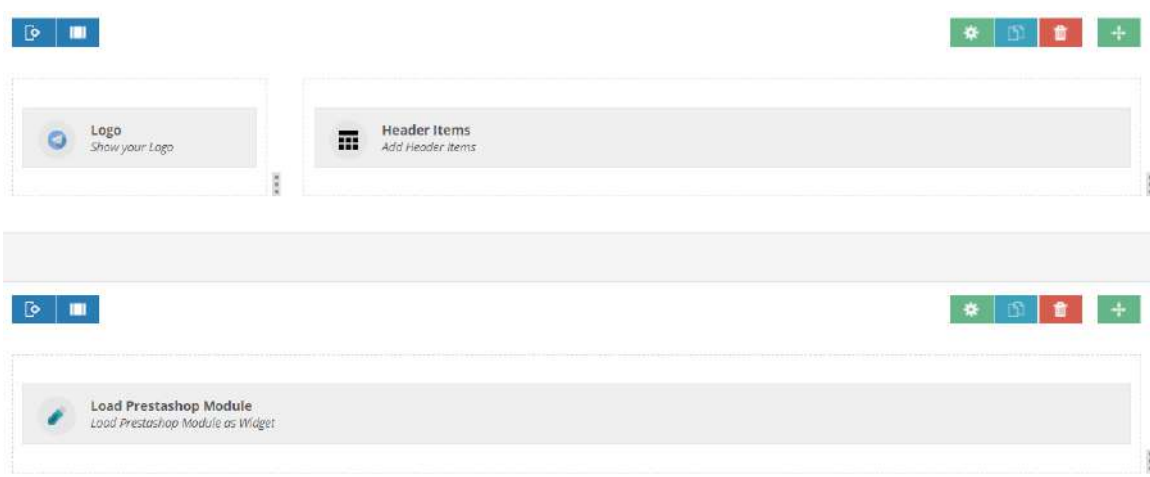 Logo
Show your Logo
Header Items
Add Header Items
Load Prestashop Module
Load Prestashop Module as Widget